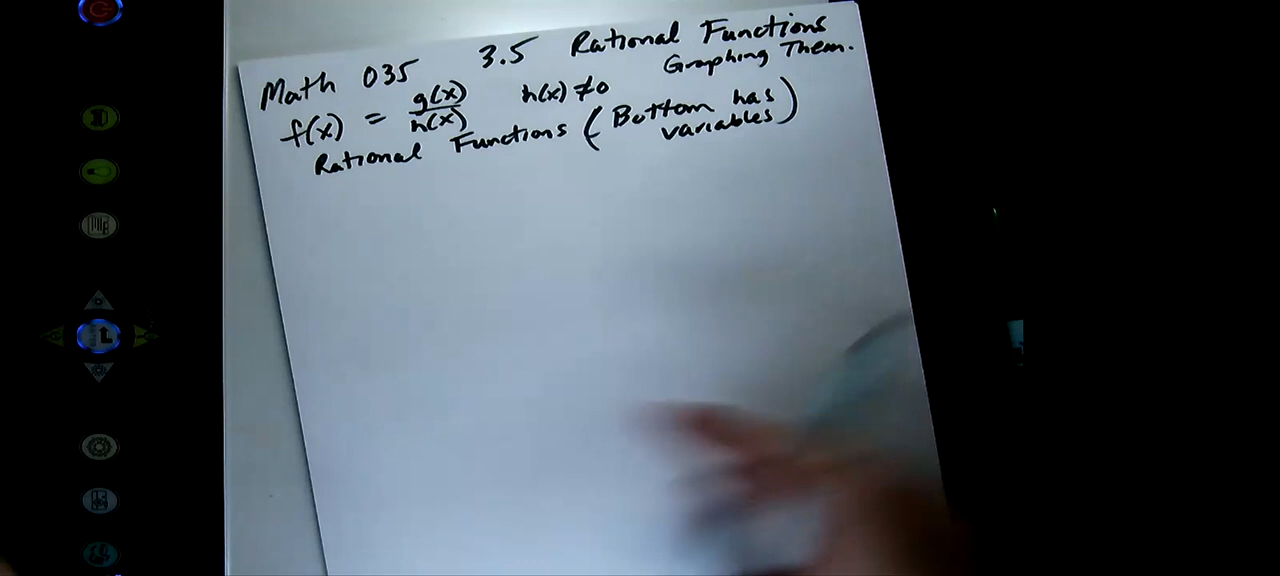 Math 035 3.5 Rational Functions
Graphing Them.
f(x) = g(x)/h(x) h(x) ≠ 0
Rational Functions (Bottom has variables)